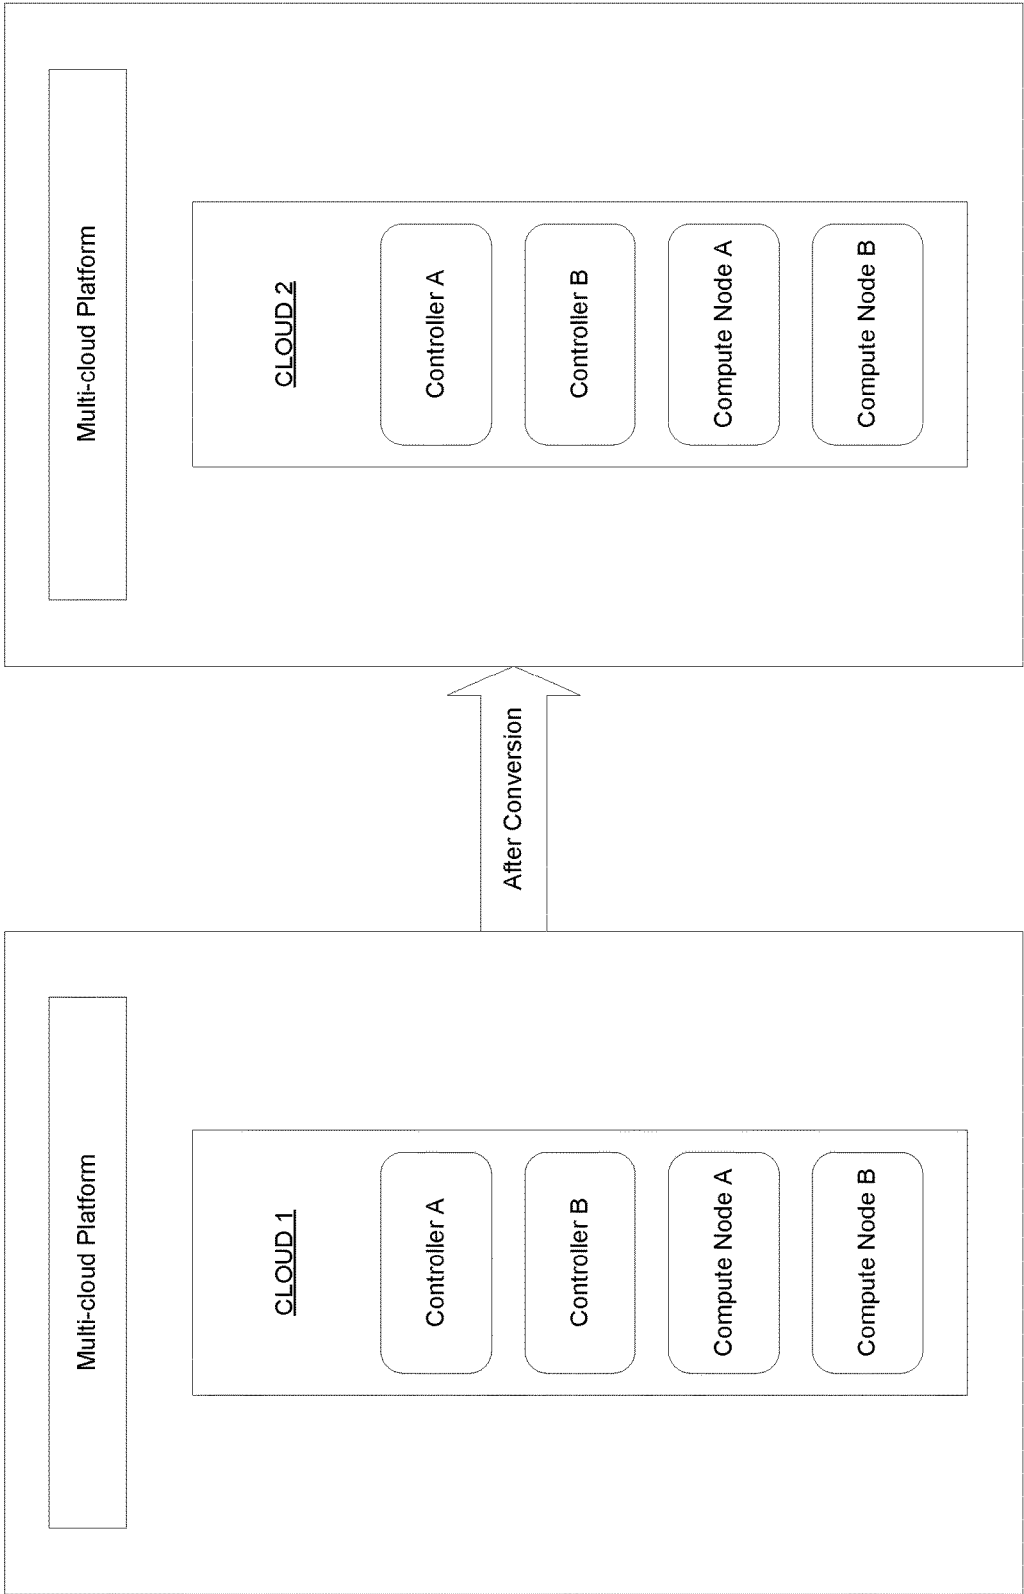 Multi-cloud Platform
CLOUD 1
Controller A
Controller B
Compute Node A
Compute Node B
After Conversion
Multi-cloud Platform
CLOUD 2
Controller A
Controller B
Compute Node A
Compute Node B